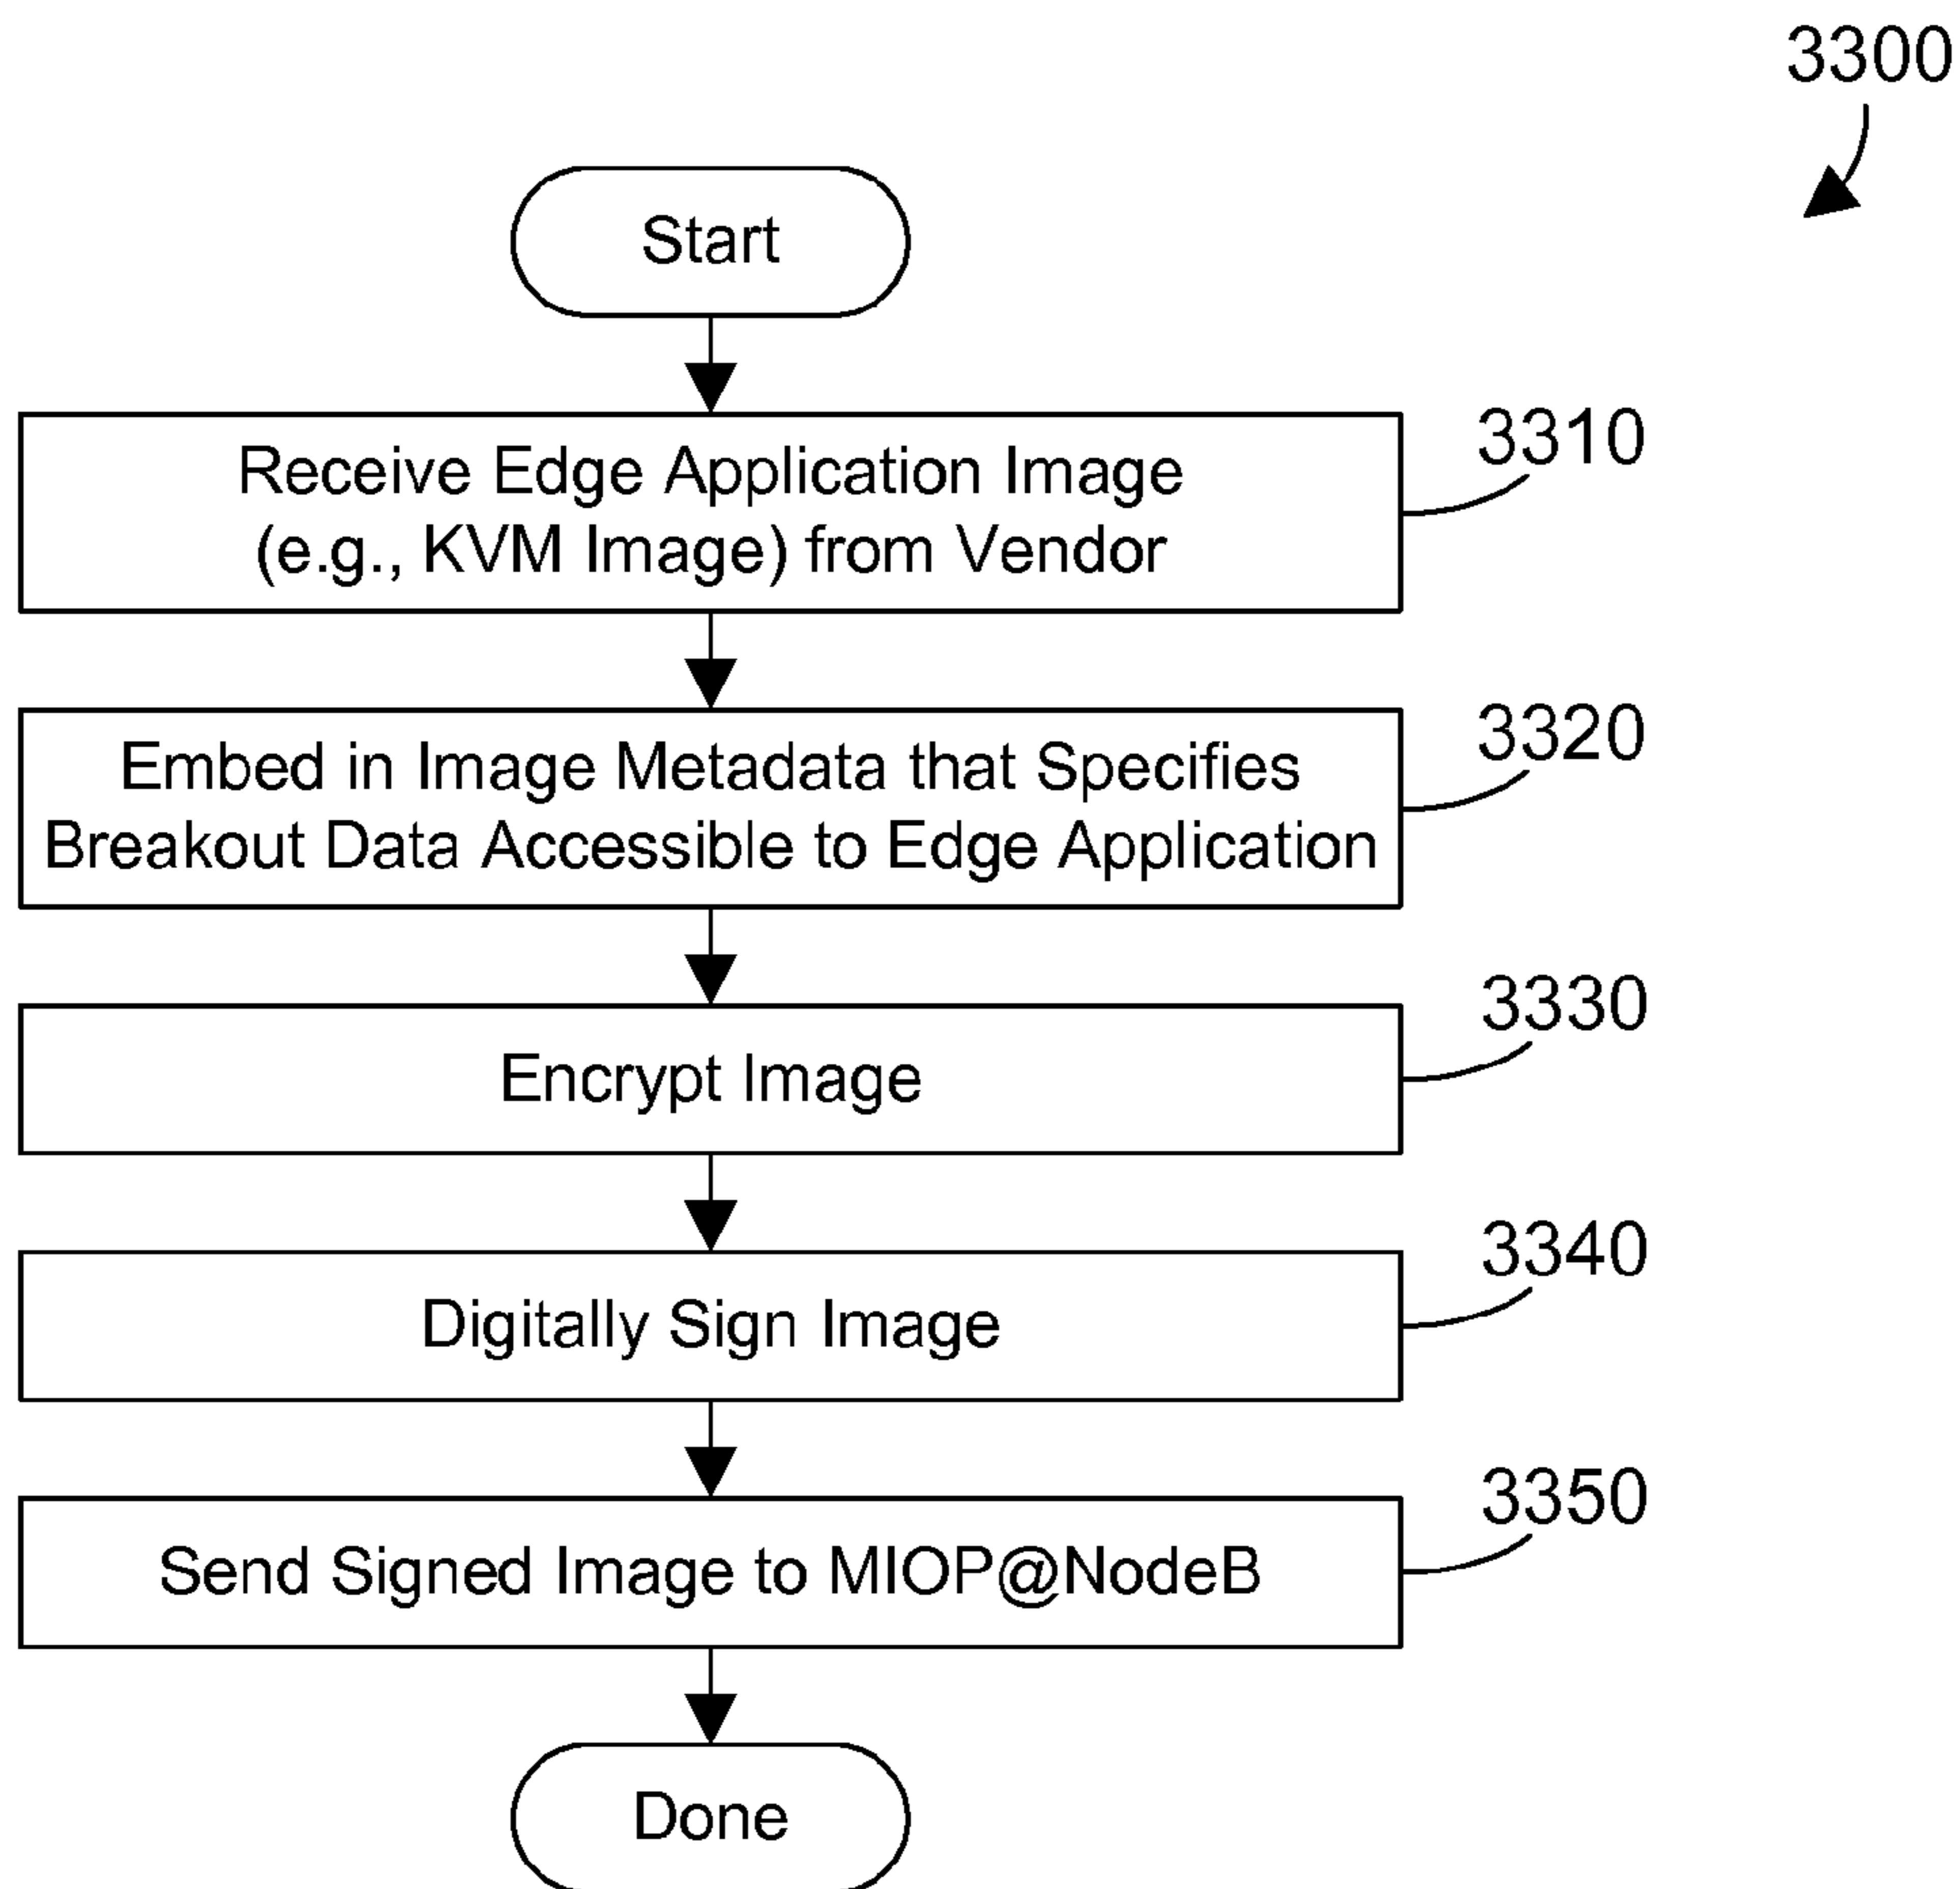 3300
Start
Receive Edge Application Image
(e.g., KVM Image) from Vendor
3310
Embed in Image Metadata that Specifies
Breakout Data Accessible to Edge Application
3320
Encrypt Image
3330
Digitally Sign Image
3340
Send Signed Image to MIOP@NodeB
3350
Done